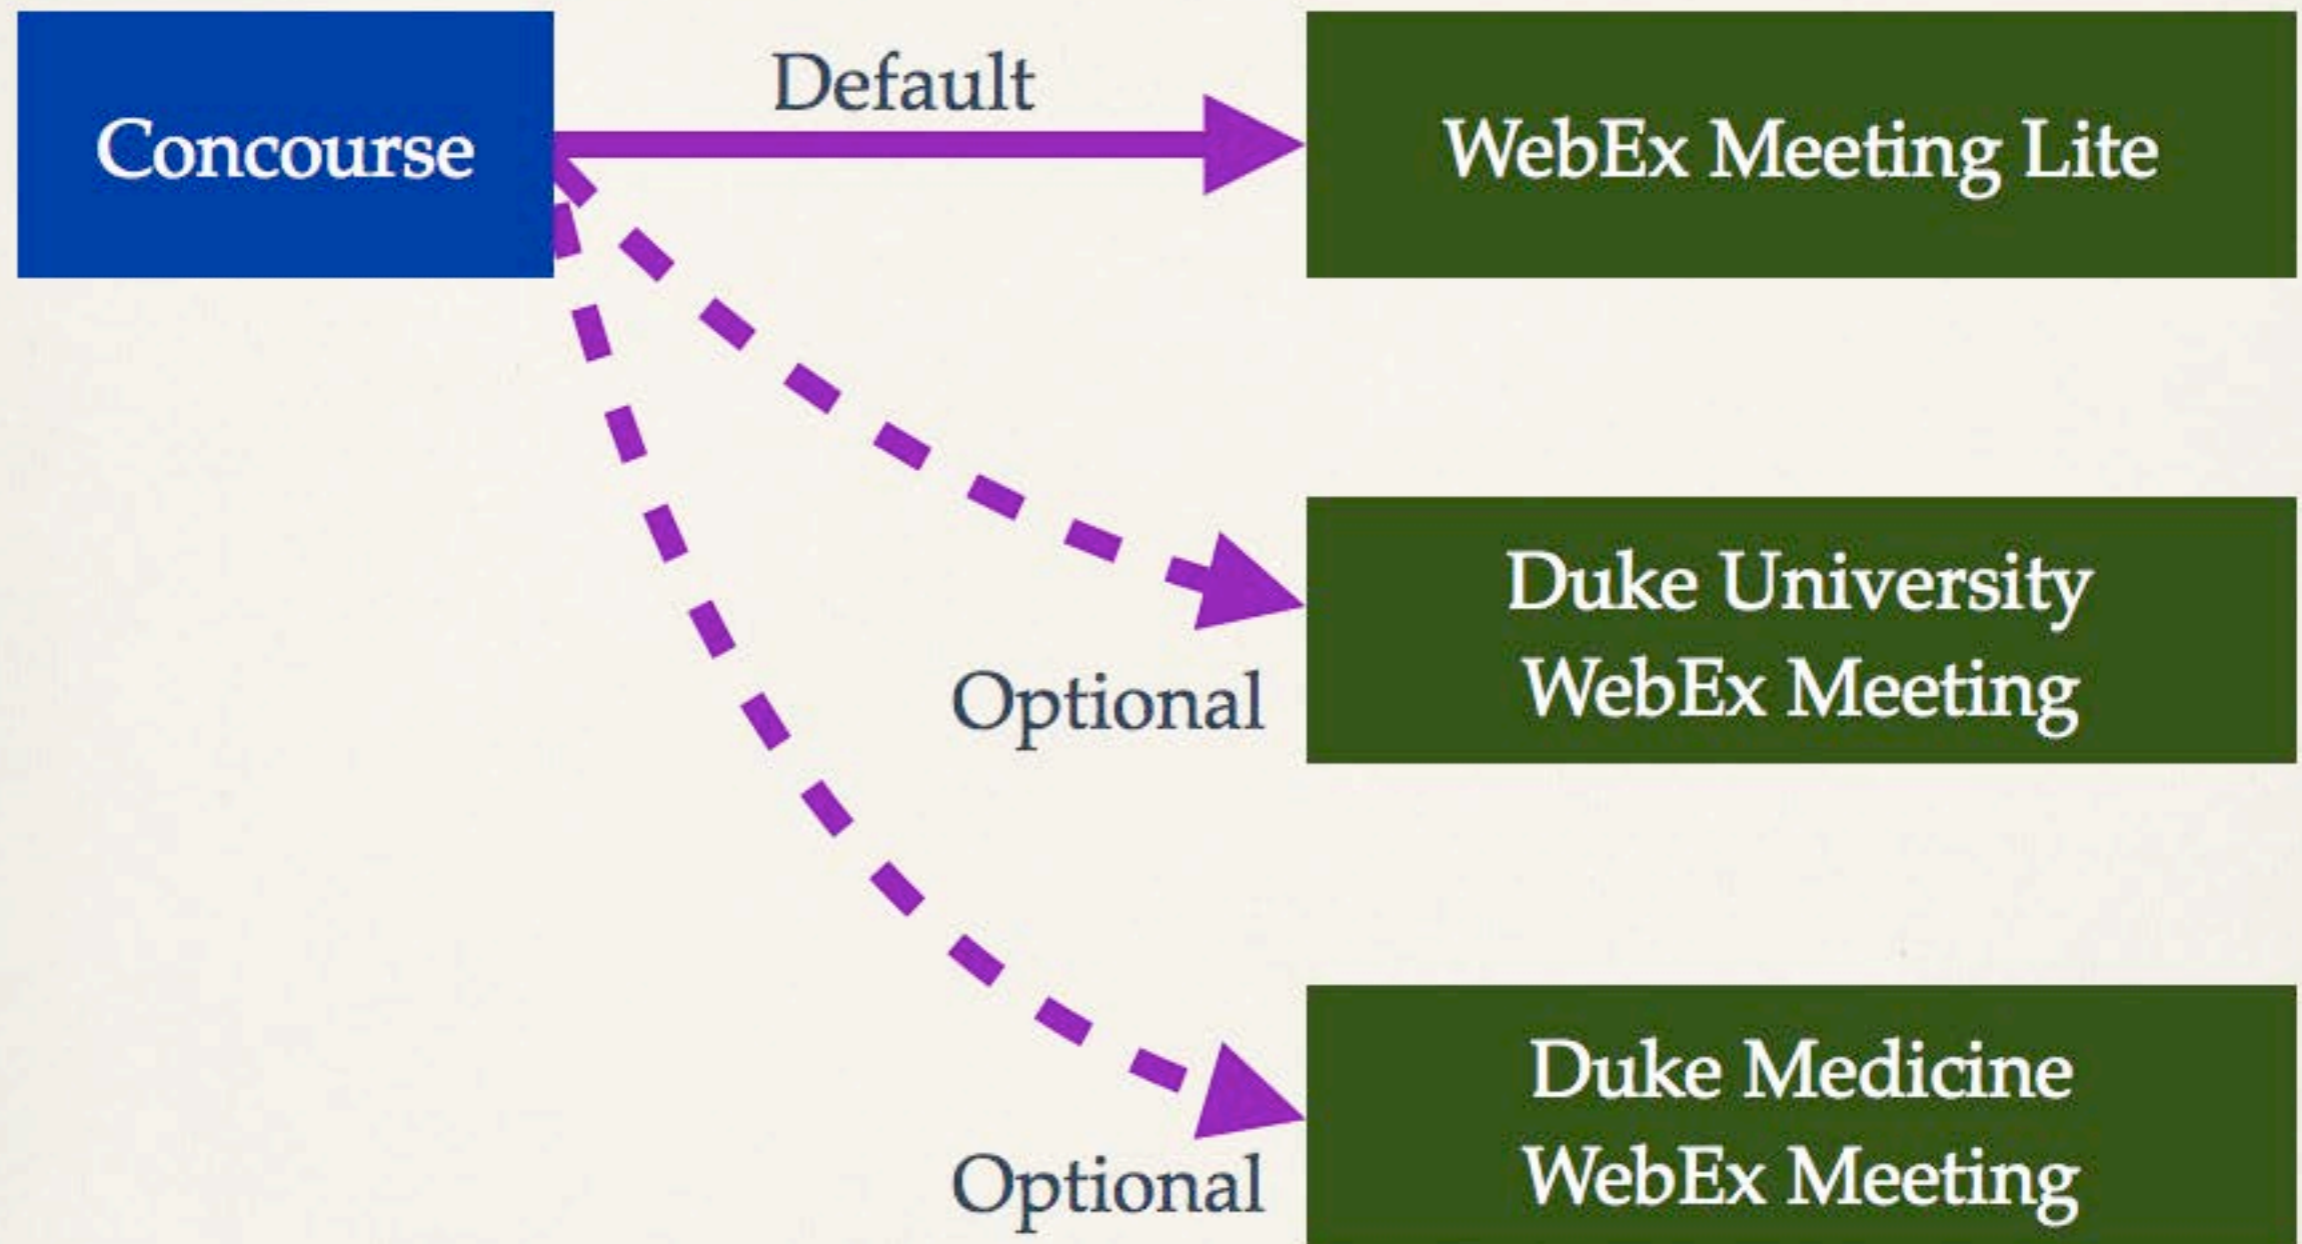 Concourse
Default
WebEx Meeting Lite
Duke University
WebEx Meeting
Optional
Duke Medicine
WebEx Meeting
Optional